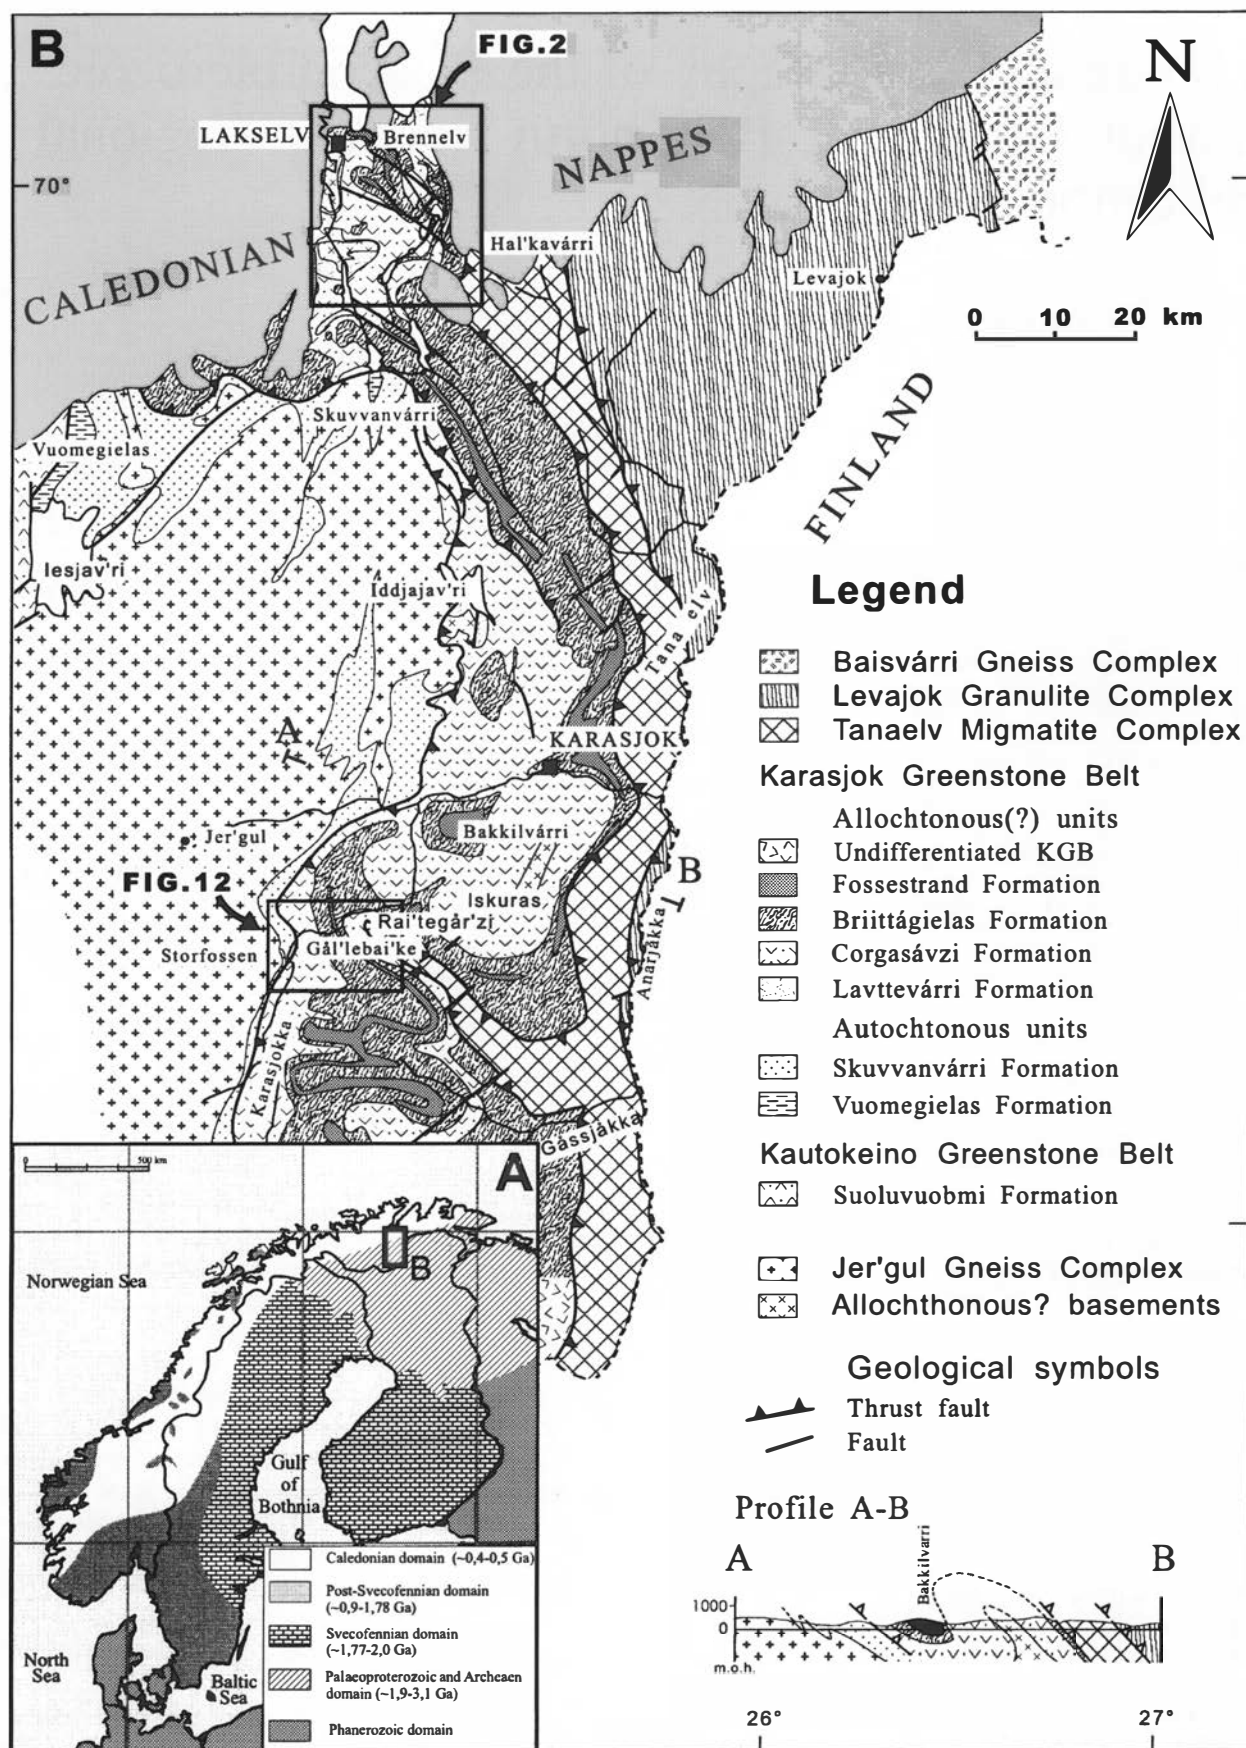 B
FIG.2
N
LAKSELV
Brennelv
NAPPES
70°
CALEDONIAN
Hal'kavárri
Levajok
0 10 20 km
FINLAND
Skuvvanvárri
Vuomegielas
Iesjav'ri
Iddjajav'ri
Tana elv
A
KARASJOK
Jer'gul
Bakkilvárri
B
FIG.12
Iskuras
Rai'tegår'zi
Storfossen
Gål'lebai'ke
Anarjåkka
Karasjokka
Gåssjåkka
Legend
Baisvárri Gneiss Complex
Levajok Granulite Complex
Tanaelv Migmatite Complex
Karasjok Greenstone Belt
Allochtonous(?) units
Undifferentiated KGB
Fossestrand Formation
Briittágielas Formation
Corgasávzi Formation
Lavttevárri Formation
Autochtonous units
Skuvvanvárri Formation
Vuomegielas Formation
Kautokeino Greenstone Belt
Suoluvuobmi Formation
Jer'gul Gneiss Complex
Allochthonous? basements
Geological symbols
Thrust fault
Fault
Profile A-B
A
Bakkilvarri
B
1000
0
m.o.h.
26° 27°
0 500 km
A
B
Norwegian Sea
Gulf
of
Bothnia
North
Sea
Baltic
Sea
Caledonian domain (~0,4-0,5 Ga)
Post-Svecofennian domain
(~0,9-1,78 Ga)
Svecofennian domain
(~1,77-2,0 Ga)
Palaeoproterozoic and Archeaen
domain (~1,9-3,1 Ga)
Phanerozoic domain